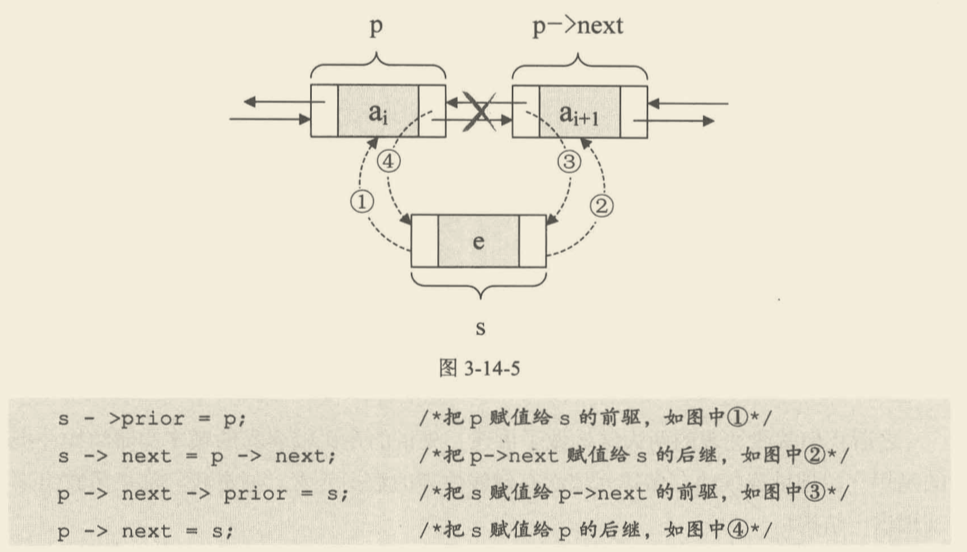 p p->next
aᵢ aᵢ₊₁
④ ③
① ②
e
s
图 3-14-5
s - >prior = p; /*把 p 赋值给 s 的前驱，如图中①*/
s -> next = p -> next; /*把 p->next 赋值给 s 的后继，如图中②*/
p -> next -> prior = s; /*把 s 赋值给 p->next 的前驱，如图中③*/
p -> next = s; /*把 s 赋值给 p 的后继，如图中④*/